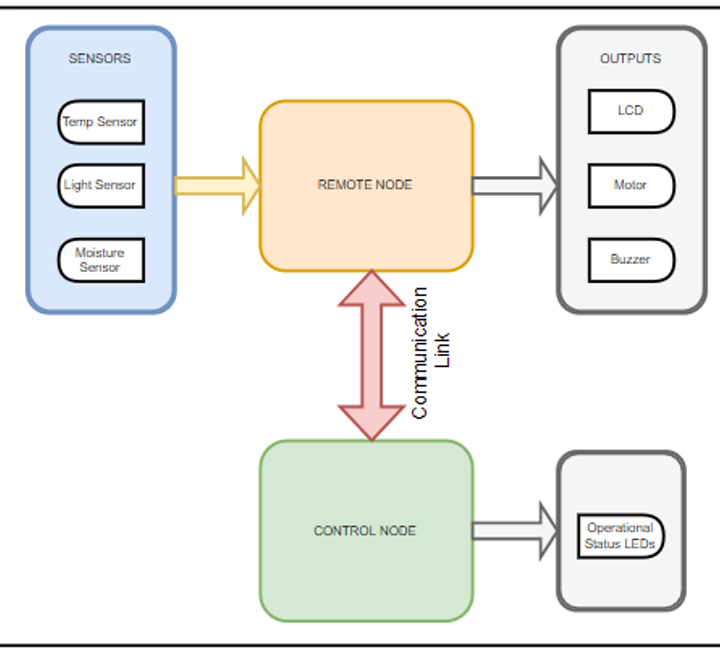 SENSORS
Temp Sensor
Light Sensor
Moisture
Sensor
REMOTE NODE
OUTPUTS
LCD
Motor
Buzzer
Communication
Link
CONTROL NODE
Operational
Status LEDs